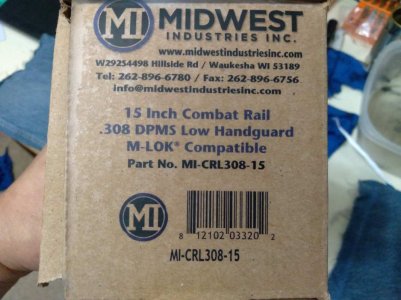 MI MIDWEST
INDUSTRIES INC.
www.midwestindustriesinc.com
W29254498 Hillside Rd / Waukesha WI 53189
Tel: 262-896-6780 / Fax: 262-896-6756
info@midwestindustriesinc.com
15 Inch Combat Rail
.308 DPMS Low Handguard
M-LOK® Compatible
Part No. MI-CRL308-15
MI
8 12102 03320 2
MI-CRL308-15